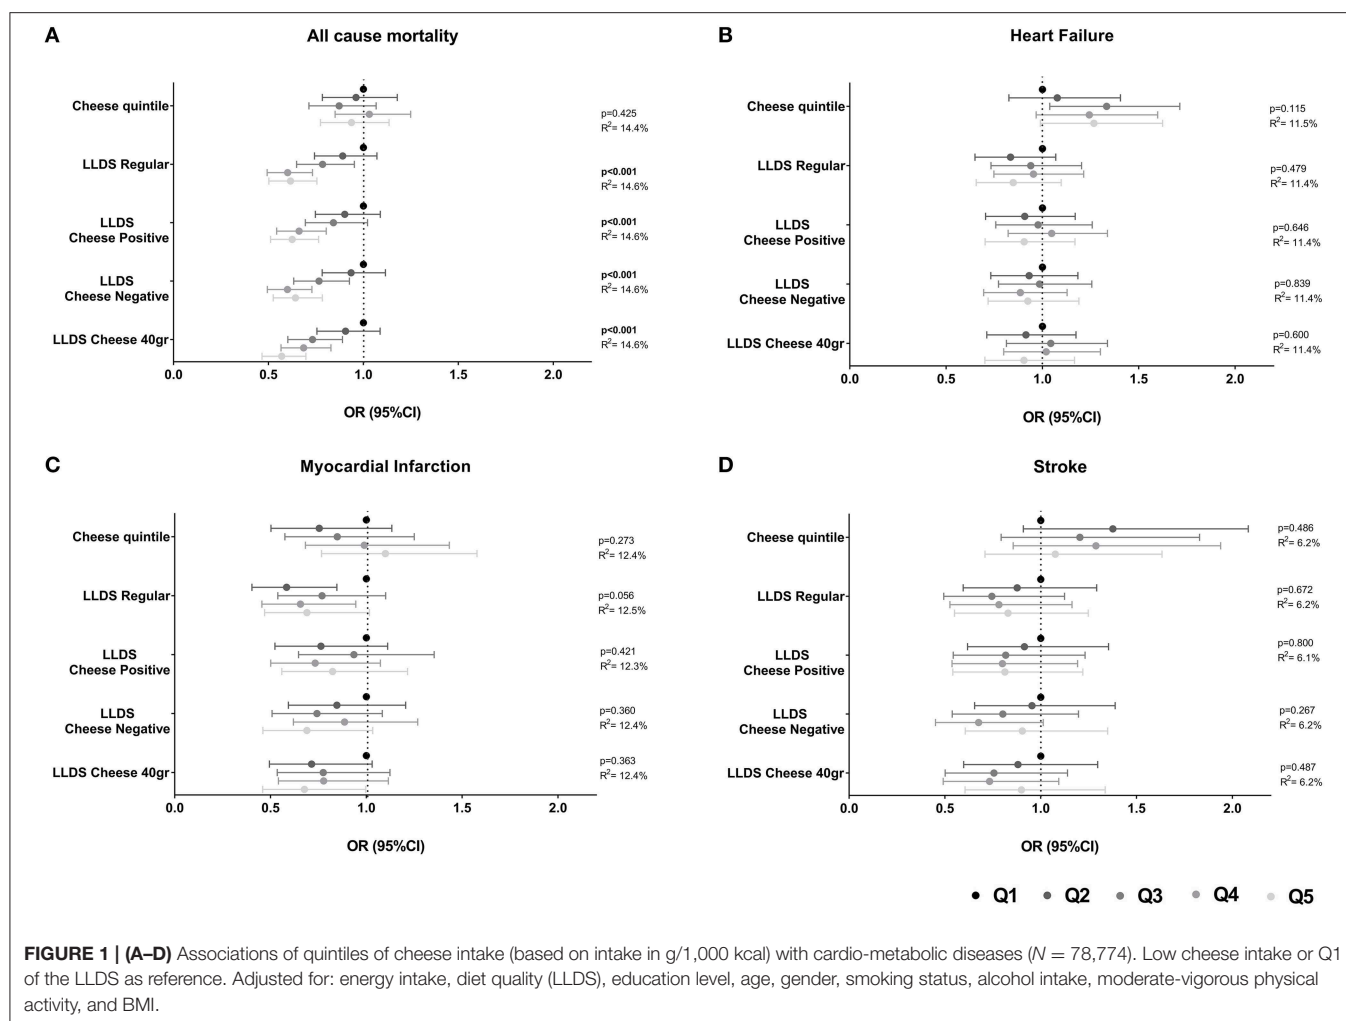 A
All cause mortality
Cheese quintile
p=0.425
R²= 14.4%
LLDS Regular
p<0.001
R²= 14.6%
LLDS
Cheese Positive
p<0.001
R²= 14.6%
LLDS
Cheese Negative
p<0.001
R²= 14.6%
LLDS Cheese 40gr
p<0.001
R²= 14.6%
0.0 0.5 1.0 1.5 2.0
OR (95%CI)
B
Heart Failure
Cheese quintile
p=0.115
R²= 11.5%
LLDS Regular
p=0.479
R²= 11.4%
LLDS
Cheese Positive
p=0.646
R²= 11.4%
LLDS
Cheese Negative
p=0.839
R²= 11.4%
LLDS Cheese 40gr
p=0.600
R²= 11.4%
0.0 0.5 1.0 1.5 2.0
OR (95%CI)
C
Myocardial Infarction
Cheese quintile
p=0.273
R²= 12.4%
LLDS Regular
p=0.056
R²= 12.5%
LLDS
Cheese Positive
p=0.421
R²= 12.3%
LLDS
Cheese Negative
p=0.360
R²= 12.4%
LLDS Cheese 40gr
p=0.363
R²= 12.4%
0.0 0.5 1.0 1.5 2.0
OR (95%CI)
D
Stroke
Cheese quintile
p=0.486
R²= 6.2%
LLDS Regular
p=0.672
R²= 6.2%
LLDS
Cheese Positive
p=0.800
R²= 6.1%
LLDS
Cheese Negative
p=0.267
R²= 6.2%
LLDS Cheese 40gr
p=0.487
R²= 6.2%
0.0 0.5 1.0 1.5 2.0
OR (95%CI)
Q1 Q2 Q3 Q4 Q5
FIGURE 1 | (A–D) Associations of quintiles of cheese intake (based on intake in g/1,000 kcal) with cardio-metabolic diseases (N = 78,774). Low cheese intake or Q1
of the LLDS as reference. Adjusted for: energy intake, diet quality (LLDS), education level, age, gender, smoking status, alcohol intake, moderate-vigorous physical
activity, and BMI.